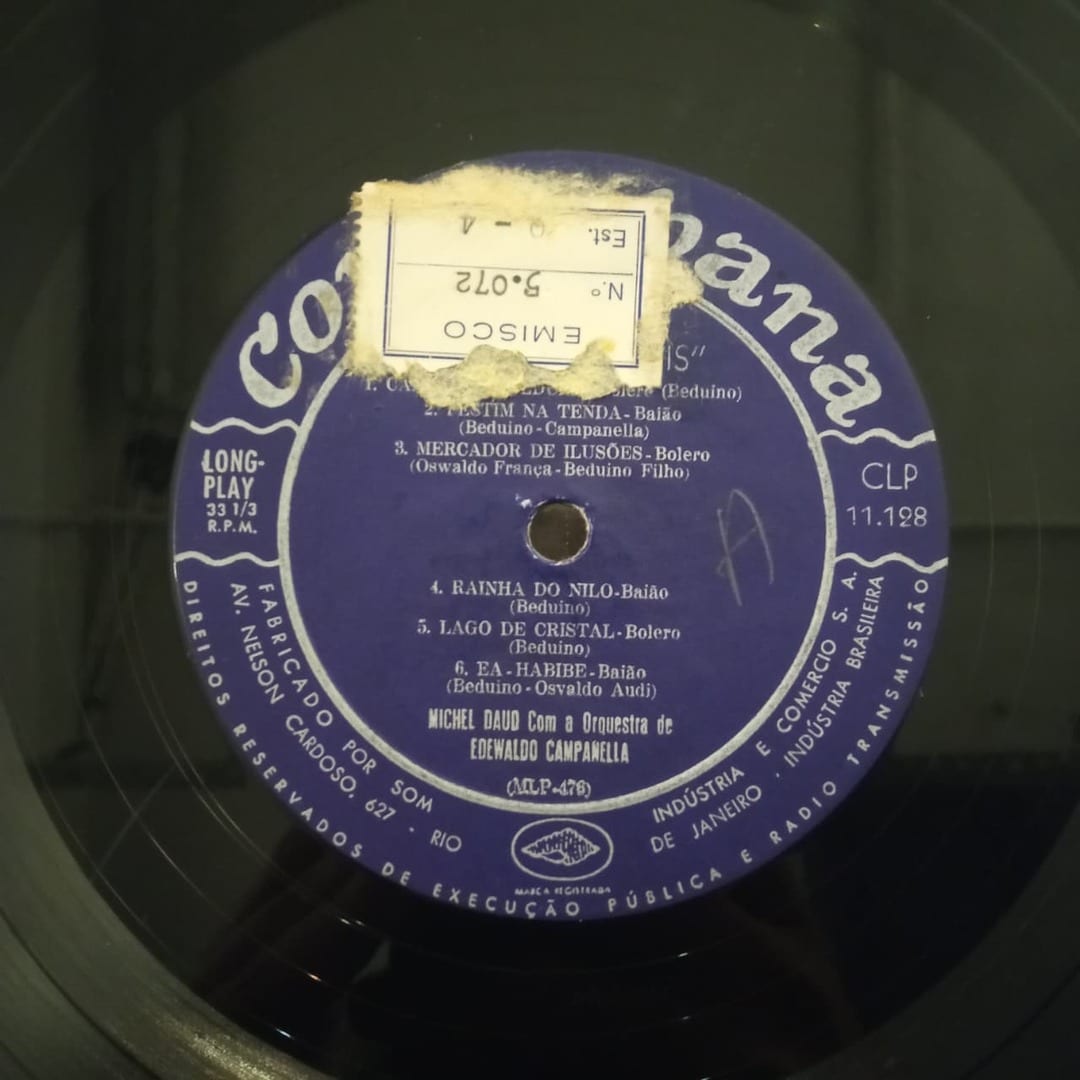 EMISCO
N.º 5.072
Est. - 4
bana
(Beduino)
2. FESTIM NA TENDA-Baião
(Beduino-Campanella)
3. MERCADOR DE ILUSÕES-Bolero
(Oswaldo França-Beduino Filho)
LONG-
PLAY
33 1/3
R.P.M.
CLP
11.128
4. RAINHA DO NILO-Baião
(Beduino)
5. LAGO DE CRISTAL-Bolero
(Beduino)
6. EA-HABIBE-Baião
(Beduino-Osvaldo Audi)
MICHEL DAUD Com a Orquestra de
EDEWALDO CAMPANELLA
(MLP-476)
FABRICADO POR SOM INDÚSTRIA E COMERCIO S. A.
AV. NELSON CARDOSO, 627 · RIO DE JANEIRO . INDÚSTRIA BRASILEIRA
DIREITOS RESERVADOS DE EXECUÇÃO PÚBLICA E RADIO TRANSMISSÃO
MARCA REGISTRADA